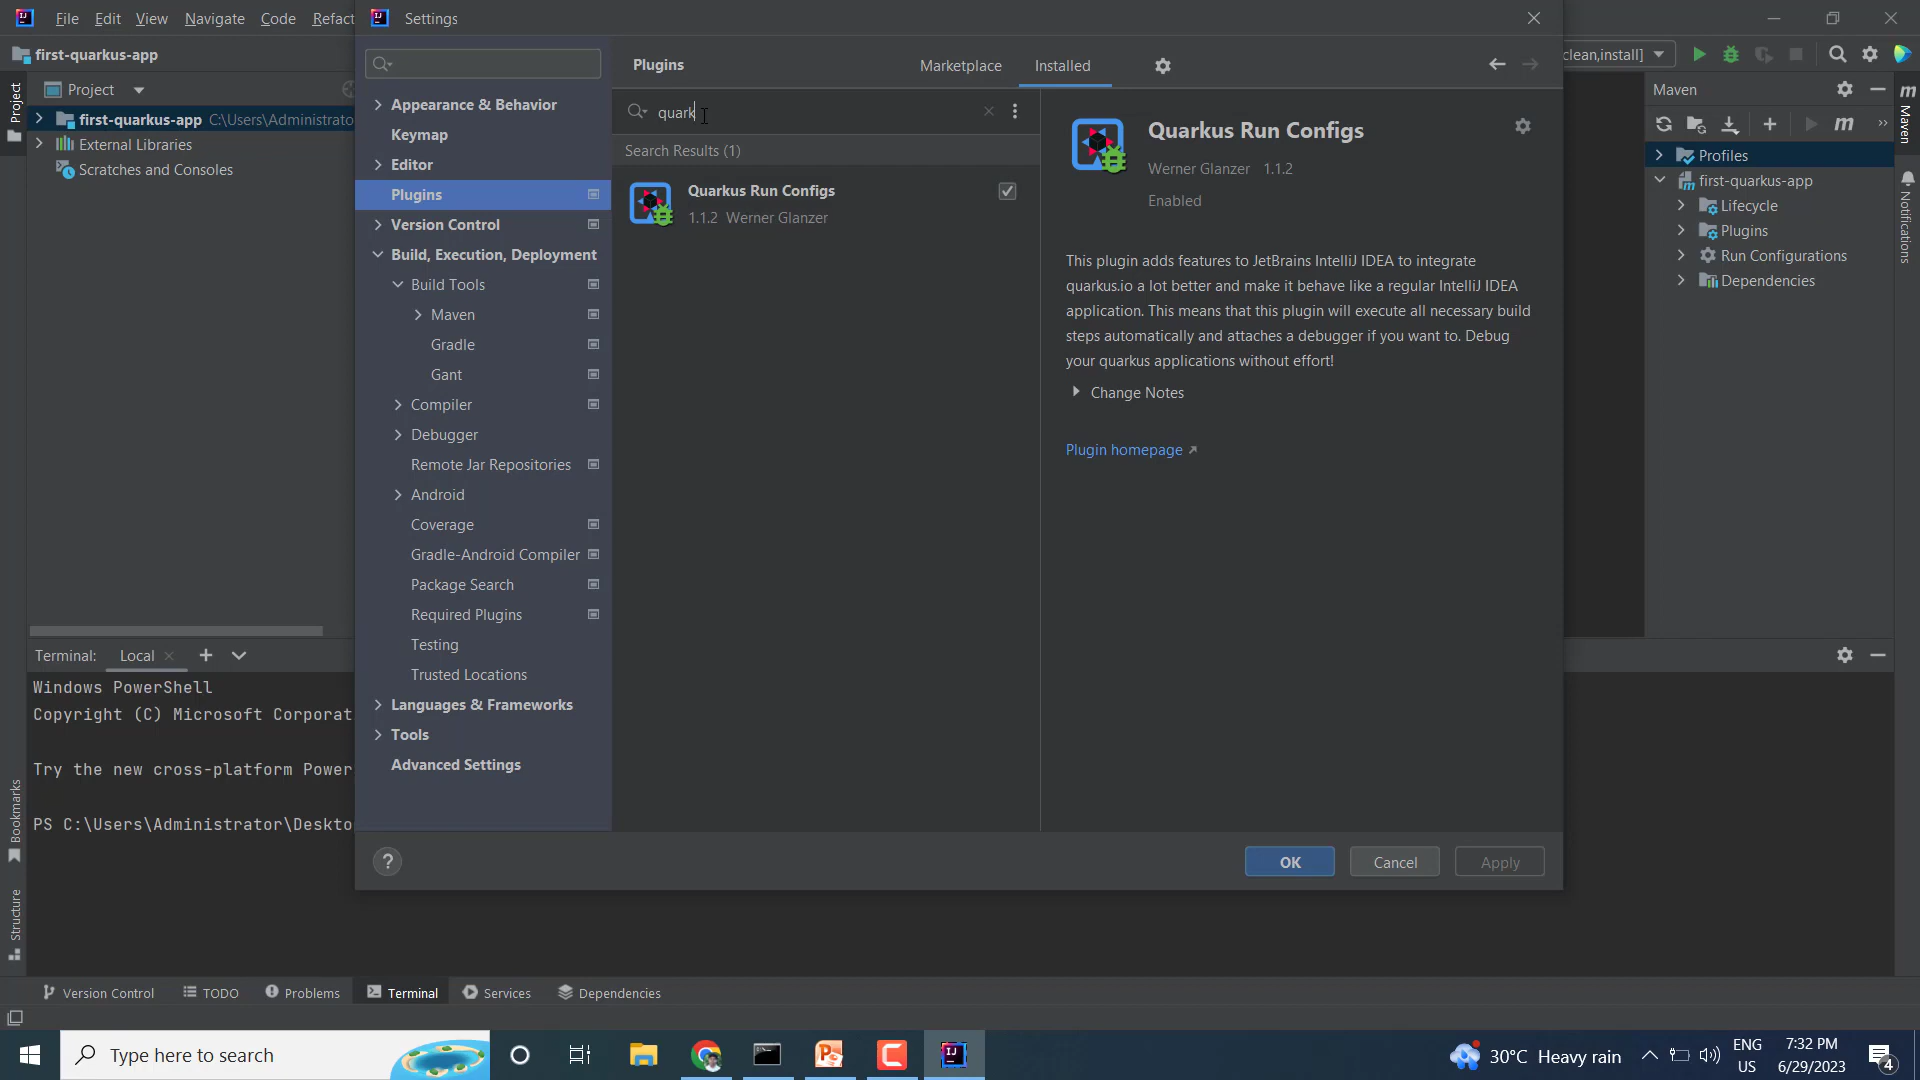 File Edit View Navigate Code Refact
Settings
first-quarkus-app
clean,install]
Project
first-quarkus-app C:\Users\Administrato
External Libraries
Scratches and Consoles
Project
Appearance & Behavior
Keymap
Editor
Plugins
Version Control
Build, Execution, Deployment
Build Tools
Maven
Gradle
Gant
Compiler
Debugger
Remote Jar Repositories
Android
Coverage
Gradle-Android Compiler
Package Search
Required Plugins
Testing
Trusted Locations
Languages & Frameworks
Tools
Advanced Settings
Plugins
Marketplace
Installed
quark
Search Results (1)
Quarkus Run Configs
1.1.2 Werner Glanzer
Quarkus Run Configs
Werner Glanzer 1.1.2
Enabled
This plugin adds features to JetBrains IntelliJ IDEA to integrate
quarkus.io a lot better and make it behave like a regular IntelliJ IDEA
application. This means that this plugin will execute all necessary build
steps automatically and attaches a debugger if you want to. Debug
your quarkus applications without effort!
Change Notes
Plugin homepage
?
OK
Cancel
Apply
Maven
Profiles
first-quarkus-app
Lifecycle
Plugins
Run Configurations
Dependencies
m
Maven
Notifications
Terminal: Local
Windows PowerShell
Copyright (C) Microsoft Corporat
Try the new cross-platform Power
PS C:\Users\Administrator\Deskto
Bookmarks
Structure
Version Control
TODO
Problems
Terminal
Services
Dependencies
Type here to search
30°C Heavy rain
ENG
US
7:32 PM
6/29/2023
4